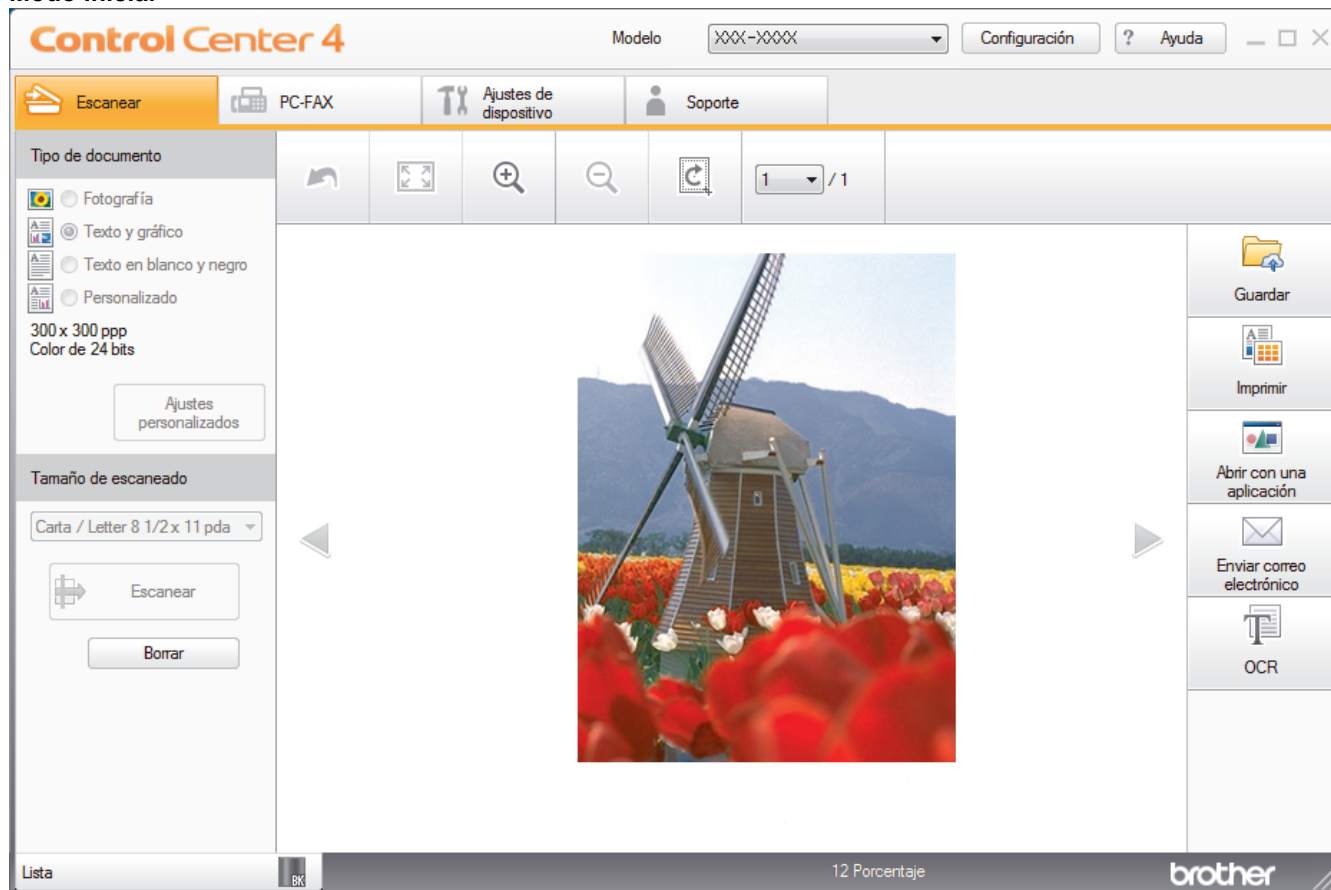 Control Center 4
Modelo
XXX-XXXX
Configuración
? Ayuda
Escanear
PC-FAX
Ajustes de
dispositivo
Soporte
Tipo de documento
Fotografía
Texto y gráfico
Texto en blanco y negro
Personalizado
300 x 300 ppp
Color de 24 bits
Ajustes
personalizados
Tamaño de escaneado
Carta / Letter 8 1/2 x 11 pda
Escanear
Borrar
1 / 1
Guardar
Imprimir
Abrir con una
aplicación
Enviar correo
electrónico
OCR
Lista
BK
12 Porcentaje
brother